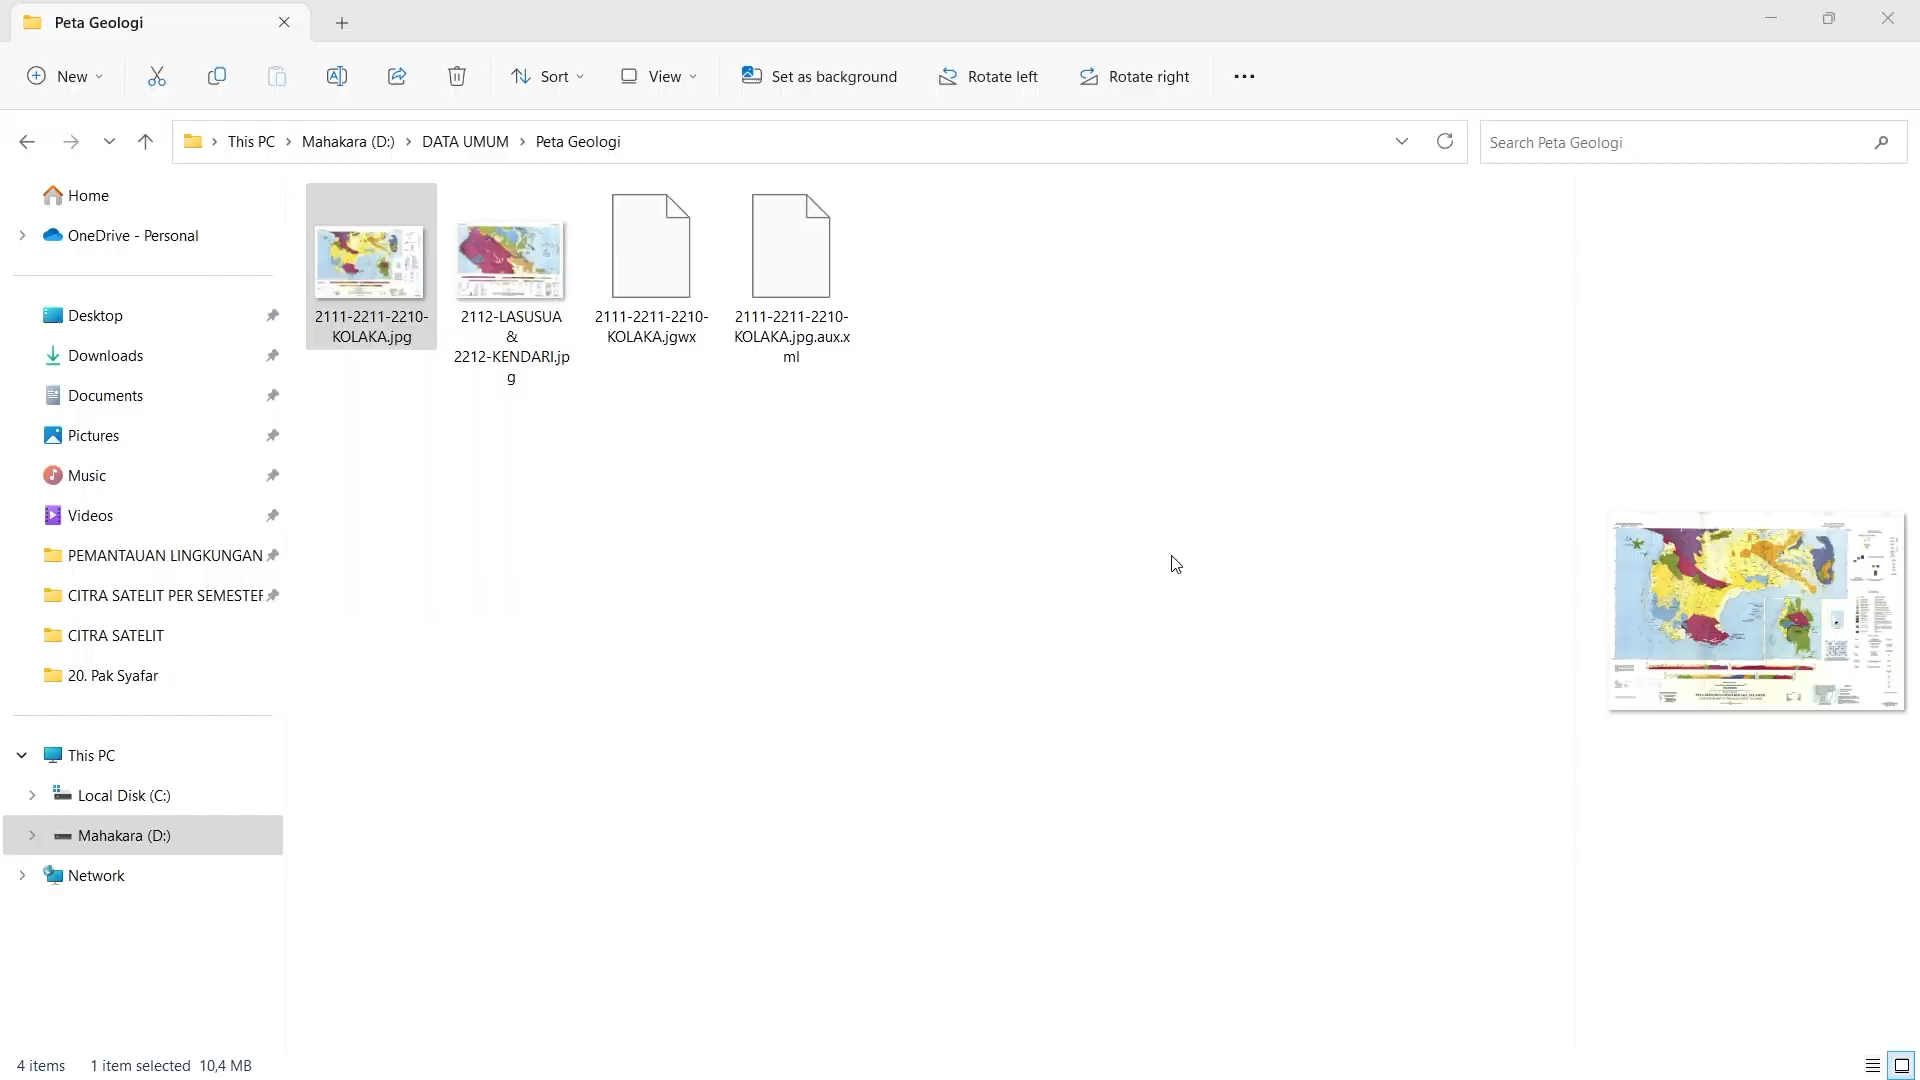 Peta Geologi
New
Sort
View
Set as background
Rotate left
Rotate right
This PC
Mahakara (D:)
DATA UMUM
Peta Geologi
Search Peta Geologi
Home
OneDrive - Personal
Desktop
Downloads
Documents
Pictures
Music
Videos
PEMANTAUAN LINGKUNGAN
CITRA SATELIT PER SEMESTER
CITRA SATELIT
20. Pak Syafar
This PC
Local Disk (C:)
Mahakara (D:)
Network
2111-2211-2210-
KOLAKA.jpg
2112-LASUSUA
&
2212-KENDARI.jp
g
2111-2211-2210-
KOLAKA.jgwx
2111-2211-2210-
KOLAKA.jpg.aux.x
ml
4 items
1 item selected 10,4 MB